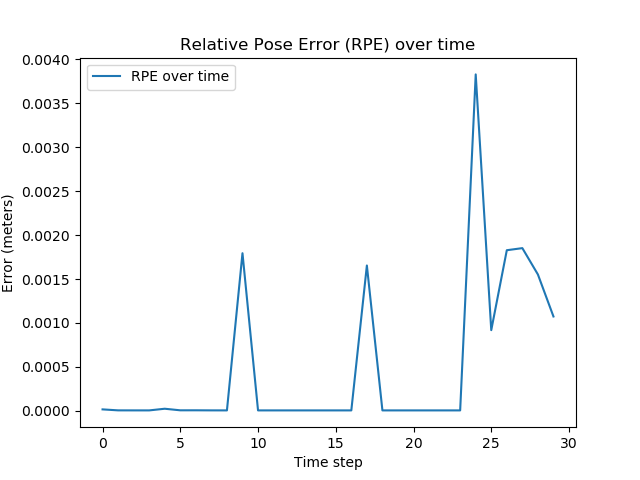 Relative Pose Error (RPE) over time
RPE over time
Error (meters)
0.0040
0.0035
0.0030
0.0025
0.0020
0.0015
0.0010
0.0005
0.0000
0 5 10 15 20 25 30
Time step